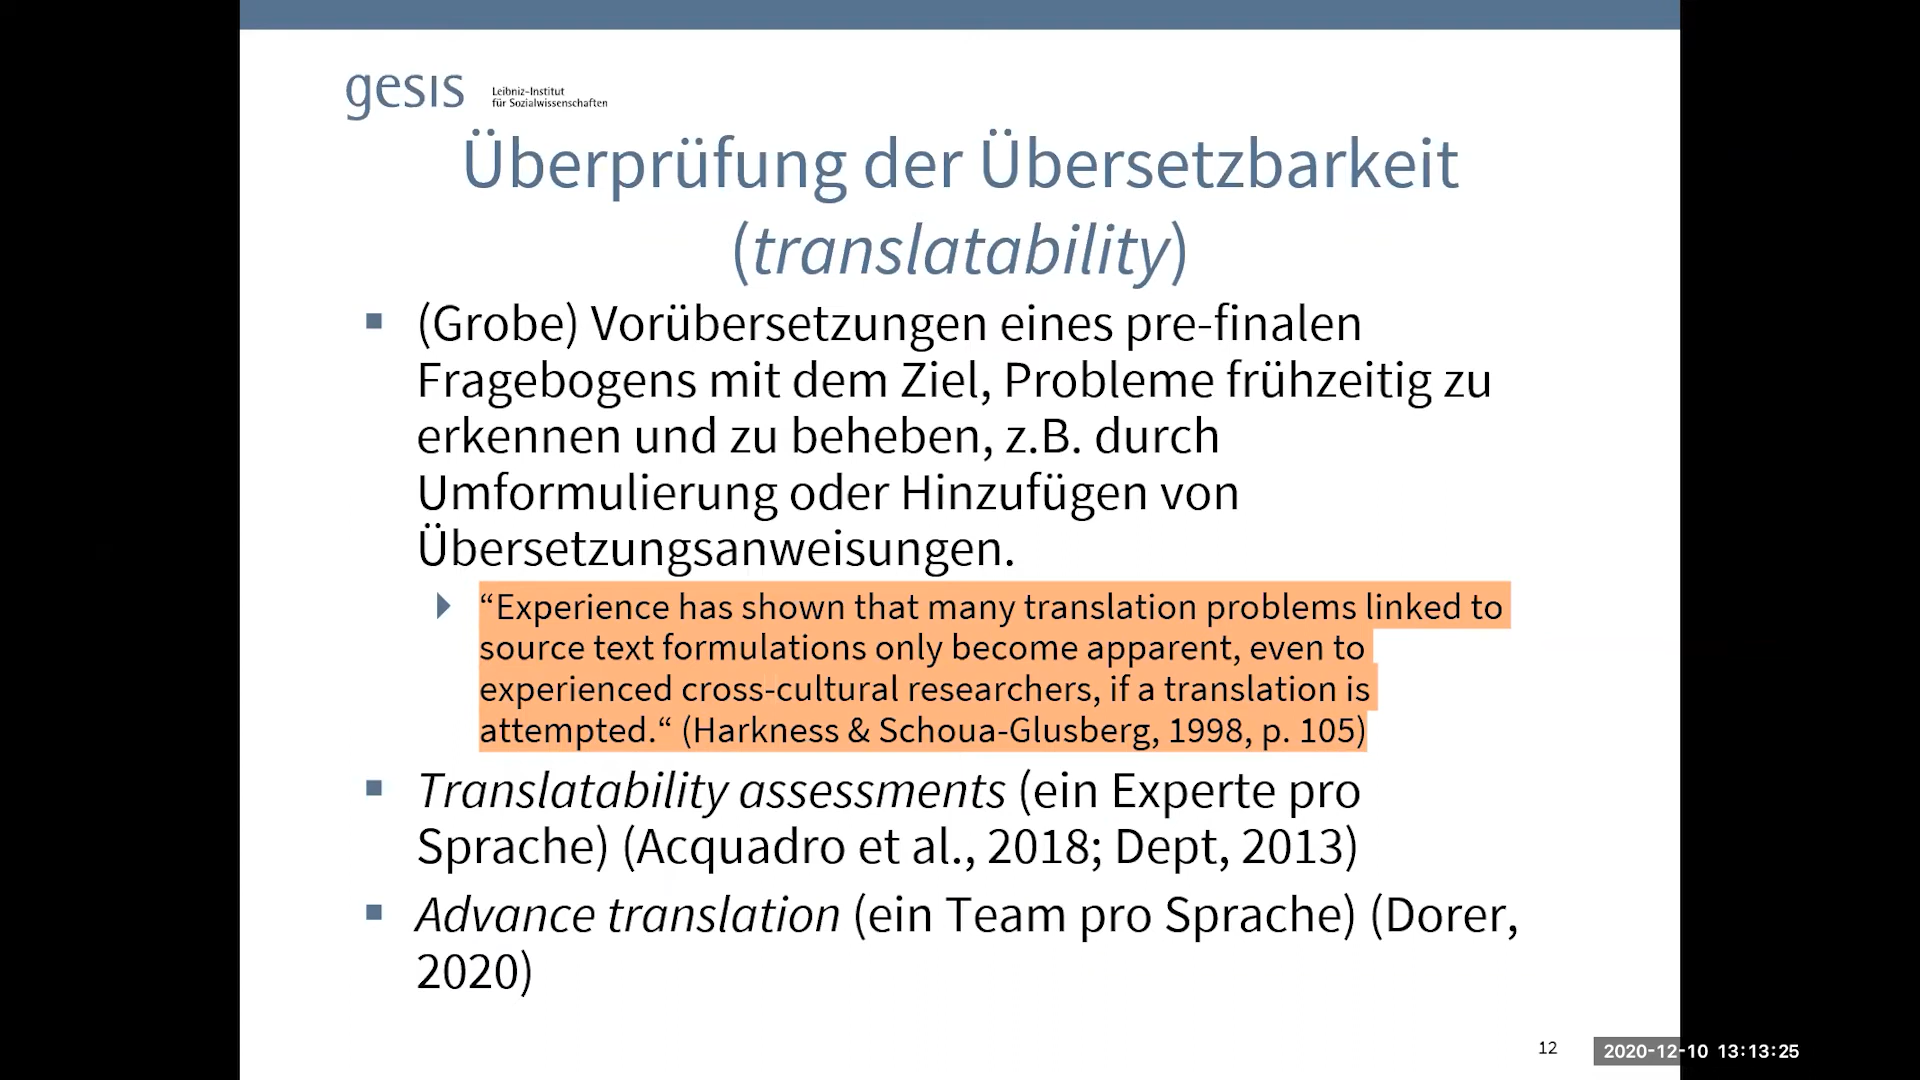 gesis
Leibniz-Institut
für Sozialwissenschaften
Überprüfung der Übersetzbarkeit
(translatability)
(Grobe) Vorübersetzungen eines pre-finalen
Fragebogens mit dem Ziel, Probleme frühzeitig zu
erkennen und zu beheben, z.B. durch
Umformulierung oder Hinzufügen von
Übersetzungsanweisungen.
“Experience has shown that many translation problems linked to
source text formulations only become apparent, even to
experienced cross-cultural researchers, if a translation is
attempted.“ (Harkness & Schoua-Glusberg, 1998, p. 105)
Translatability assessments (ein Experte pro
Sprache) (Acquadro et al., 2018; Dept, 2013)
Advance translation (ein Team pro Sprache) (Dorer,
2020)
12
2020-12-10 13:13:25